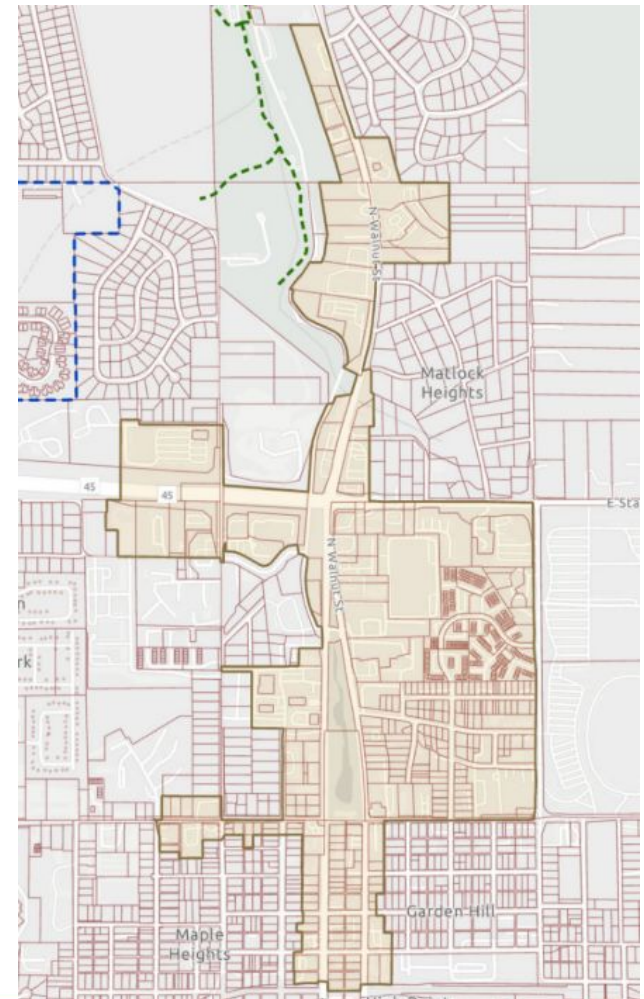 N Walnut St
Matlock
Heights
45
45
E Sta
N Walnut St
n
rk
Garden Hill
Maple
Heights